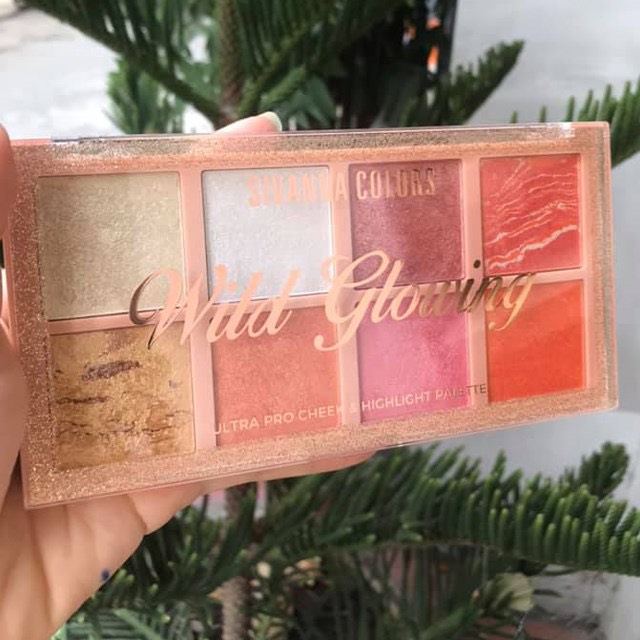 SIVANNA COLORS
Wild Glowing
ULTRA PRO CHEEK & HIGHLIGHT PALETTE